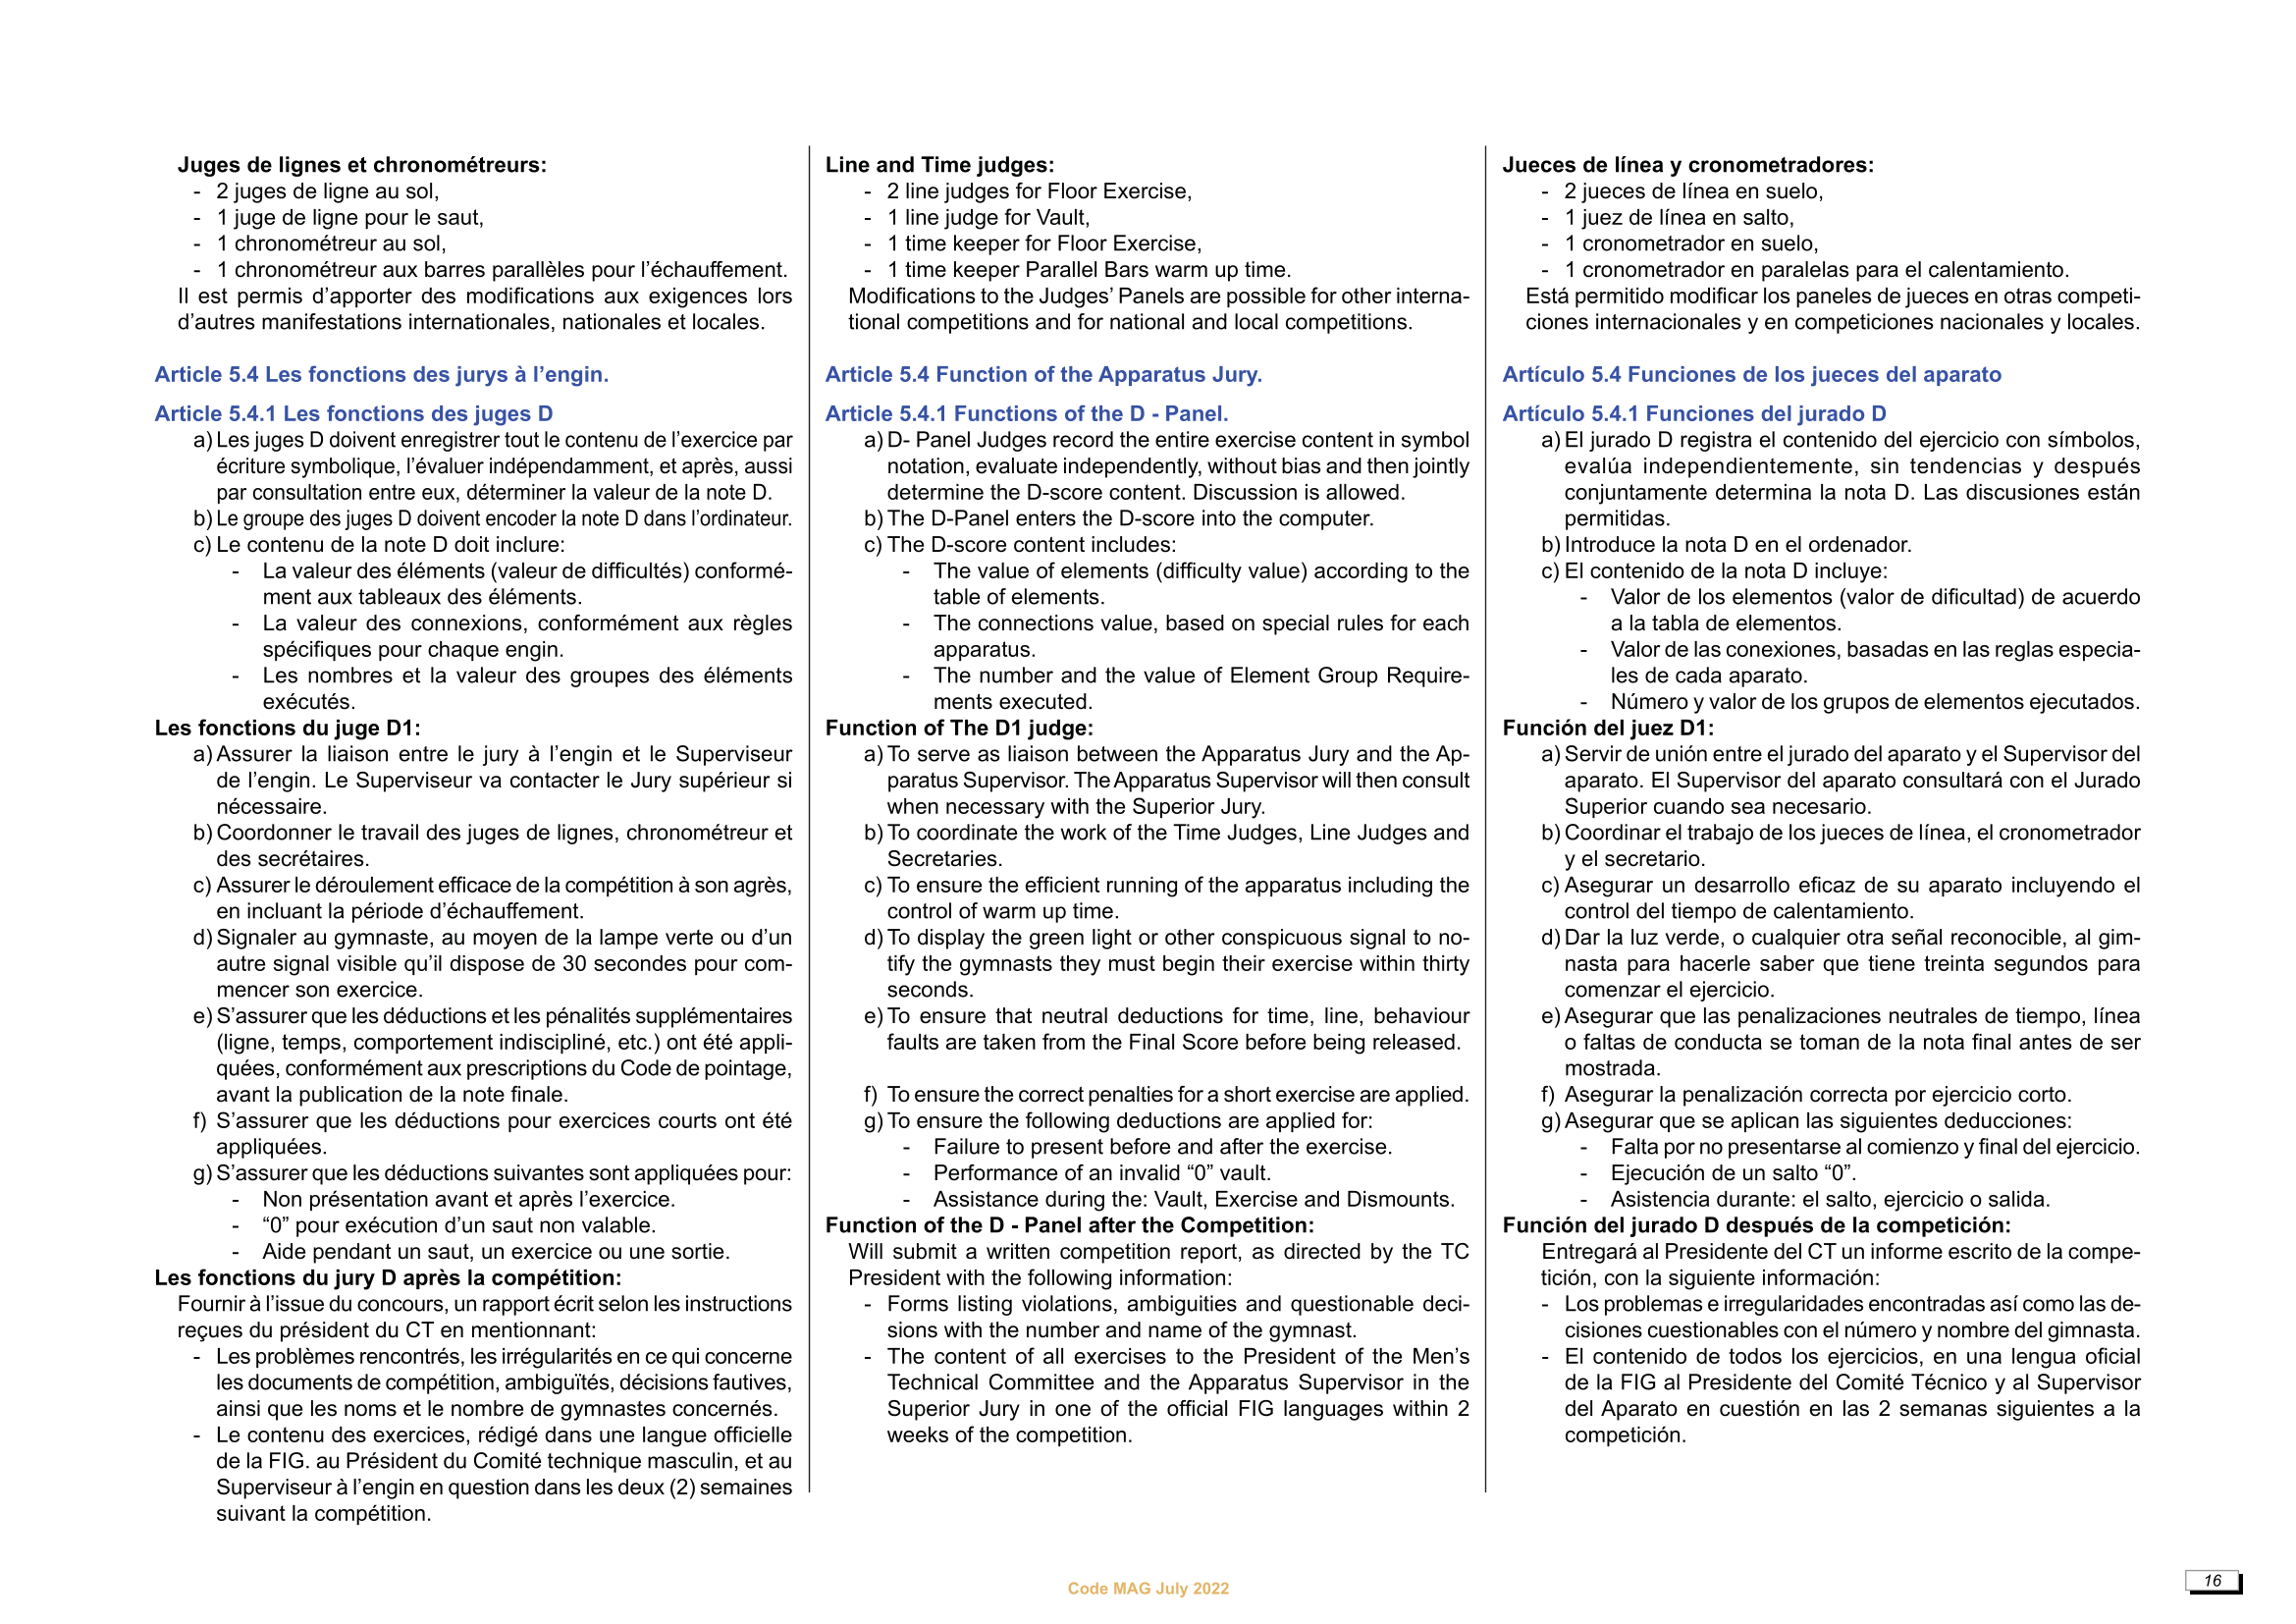 Juges de lignes et chronométreurs:
- 2 juges de ligne au sol,
- 1 juge de ligne pour le saut,
- 1 chronométreur au sol,
- 1 chronométreur aux barres parallèles pour l’échauffement.
Il est permis d’apporter des modifications aux exigences lors
d’autres manifestations internationales, nationales et locales.
Article 5.4 Les fonctions des jurys à l’engin.
Article 5.4.1 Les fonctions des juges D
a) Les juges D doivent enregistrer tout le contenu de l’exercice par
écriture symbolique, l’évaluer indépendamment, et après, aussi
par consultation entre eux, déterminer la valeur de la note D.
b) Le groupe des juges D doivent encoder la note D dans l’ordinateur.
c) Le contenu de la note D doit inclure:
- La valeur des éléments (valeur de difficultés) conformé-
ment aux tableaux des éléments.
- La valeur des connexions, conformément aux règles
spécifiques pour chaque engin.
- Les nombres et la valeur des groupes des éléments
exécutés.
Les fonctions du juge D1:
a) Assurer la liaison entre le jury à l’engin et le Superviseur
de l’engin. Le Superviseur va contacter le Jury supérieur si
nécessaire.
b) Coordonner le travail des juges de lignes, chronométreur et
des secrétaires.
c) Assurer le déroulement efficace de la compétition à son agrès,
en incluant la période d’échauffement.
d) Signaler au gymnaste, au moyen de la lampe verte ou d’un
autre signal visible qu’il dispose de 30 secondes pour com-
mencer son exercice.
e) S’assurer que les déductions et les pénalités supplémentaires
(ligne, temps, comportement indiscipliné, etc.) ont été appli-
quées, conformément aux prescriptions du Code de pointage,
avant la publication de la note finale.
f) S’assurer que les déductions pour exercices courts ont été
appliquées.
g) S’assurer que les déductions suivantes sont appliquées pour:
- Non présentation avant et après l’exercice.
- “0” pour exécution d’un saut non valable.
- Aide pendant un saut, un exercice ou une sortie.
Les fonctions du jury D après la compétition:
Fournir à l’issue du concours, un rapport écrit selon les instructions
reçues du président du CT en mentionnant:
- Les problèmes rencontrés, les irrégularités en ce qui concerne
les documents de compétition, ambiguïtés, décisions fautives,
ainsi que les noms et le nombre de gymnastes concernés.
- Le contenu des exercices, rédigé dans une langue officielle
de la FIG. au Président du Comité technique masculin, et au
Superviseur à l’engin en question dans les deux (2) semaines
suivant la compétition.
Line and Time judges:
- 2 line judges for Floor Exercise,
- 1 line judge for Vault,
- 1 time keeper for Floor Exercise,
- 1 time keeper Parallel Bars warm up time.
Modifications to the Judges’ Panels are possible for other interna-
tional competitions and for national and local competitions.
Article 5.4 Function of the Apparatus Jury.
Article 5.4.1 Functions of the D - Panel.
a) D- Panel Judges record the entire exercise content in symbol
notation, evaluate independently, without bias and then jointly
determine the D-score content. Discussion is allowed.
b) The D-Panel enters the D-score into the computer.
c) The D-score content includes:
- The value of elements (difficulty value) according to the
table of elements.
- The connections value, based on special rules for each
apparatus.
- The number and the value of Element Group Require-
ments executed.
Function of The D1 judge:
a) To serve as liaison between the Apparatus Jury and the Ap-
paratus Supervisor. The Apparatus Supervisor will then consult
when necessary with the Superior Jury.
b) To coordinate the work of the Time Judges, Line Judges and
Secretaries.
c) To ensure the efficient running of the apparatus including the
control of warm up time.
d) To display the green light or other conspicuous signal to no-
tify the gymnasts they must begin their exercise within thirty
seconds.
e) To ensure that neutral deductions for time, line, behaviour
faults are taken from the Final Score before being released.
f) To ensure the correct penalties for a short exercise are applied.
g) To ensure the following deductions are applied for:
- Failure to present before and after the exercise.
- Performance of an invalid “0” vault.
- Assistance during the: Vault, Exercise and Dismounts.
Function of the D - Panel after the Competition:
Will submit a written competition report, as directed by the TC
President with the following information:
- Forms listing violations, ambiguities and questionable deci-
sions with the number and name of the gymnast.
- The content of all exercises to the President of the Men’s
Technical Committee and the Apparatus Supervisor in the
Superior Jury in one of the official FIG languages within 2
weeks of the competition.
Jueces de línea y cronometradores:
- 2 jueces de línea en suelo,
- 1 juez de línea en salto,
- 1 cronometrador en suelo,
- 1 cronometrador en paralelas para el calentamiento.
Está permitido modificar los paneles de jueces en otras competi-
ciones internacionales y en competiciones nacionales y locales.
Artículo 5.4 Funciones de los jueces del aparato
Artículo 5.4.1 Funciones del jurado D
a) El jurado D registra el contenido del ejercicio con símbolos,
evalúa independientemente, sin tendencias y después
conjuntamente determina la nota D. Las discusiones están
permitidas.
b) Introduce la nota D en el ordenador.
c) El contenido de la nota D incluye:
- Valor de los elementos (valor de dificultad) de acuerdo
a la tabla de elementos.
- Valor de las conexiones, basadas en las reglas especia-
les de cada aparato.
- Número y valor de los grupos de elementos ejecutados.
Función del juez D1:
a) Servir de unión entre el jurado del aparato y el Supervisor del
aparato. El Supervisor del aparato consultará con el Jurado
Superior cuando sea necesario.
b) Coordinar el trabajo de los jueces de línea, el cronometrador
y el secretario.
c) Asegurar un desarrollo eficaz de su aparato incluyendo el
control del tiempo de calentamiento.
d) Dar la luz verde, o cualquier otra señal reconocible, al gim-
nasta para hacerle saber que tiene treinta segundos para
comenzar el ejercicio.
e) Asegurar que las penalizaciones neutrales de tiempo, línea
o faltas de conducta se toman de la nota final antes de ser
mostrada.
f) Asegurar la penalización correcta por ejercicio corto.
g) Asegurar que se aplican las siguientes deducciones:
- Falta por no presentarse al comienzo y final del ejercicio.
- Ejecución de un salto “0”.
- Asistencia durante: el salto, ejercicio o salida.
Función del jurado D después de la competición:
Entregará al Presidente del CT un informe escrito de la compe-
tición, con la siguiente información:
- Los problemas e irregularidades encontradas así como las de-
cisiones cuestionables con el número y nombre del gimnasta.
- El contenido de todos los ejercicios, en una lengua oficial
de la FIG al Presidente del Comité Técnico y al Supervisor
del Aparato en cuestión en las 2 semanas siguientes a la
competición.
Code MAG July 2022
16